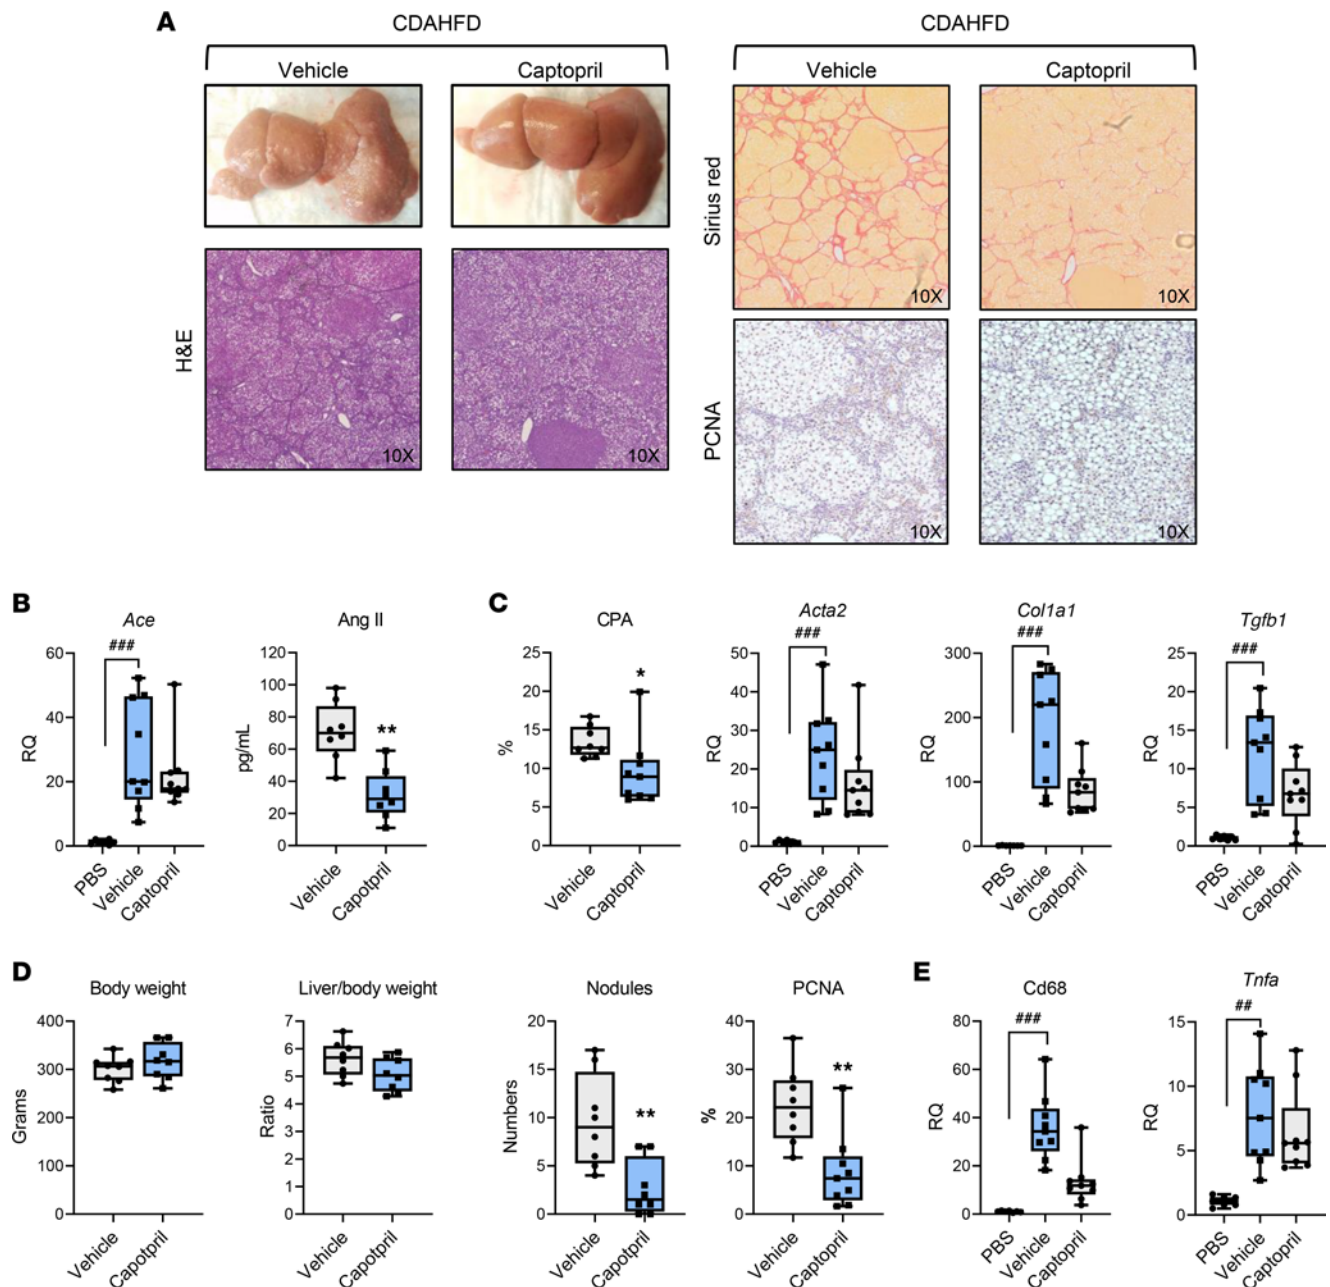 A
CDAHFD
Vehicle
Captopril
H&E
10X
10X
CDAHFD
Vehicle
Captopril
Sirius red
10X
10X
PCNA
10X
10X
B
Ace
###
RQ
60
40
20
0
PBS
Vehicle
Captopril
Ang II
pg/mL
120
100
80
60
40
20
0
**
Vehicle
Capotpril
C
CPA
%
20
15
10
5
0
*
Vehicle
Captopril
Acta2
###
RQ
50
40
30
20
10
0
PBS
Vehicle
Captopril
Col1a1
###
RQ
300
200
100
0
PBS
Vehicle
Captopril
Tgfb1
###
RQ
25
20
15
10
5
0
PBS
Vehicle
Captopril
D
Body weight
Grams
400
300
200
100
0
Vehicle
Capotpril
Liver/body weight
Ratio
7
6
5
4
3
2
1
0
Vehicle
Capotpril
Nodules
Numbers
20
15
10
5
0
**
Vehicle
Capotpril
PCNA
%
40
30
20
10
0
**
Vehicle
Capotpril
E
Cd68
###
RQ
80
60
40
20
0
PBS
Vehicle
Captopril
Tnfa
##
RQ
15
10
5
0
PBS
Vehicle
Captopril